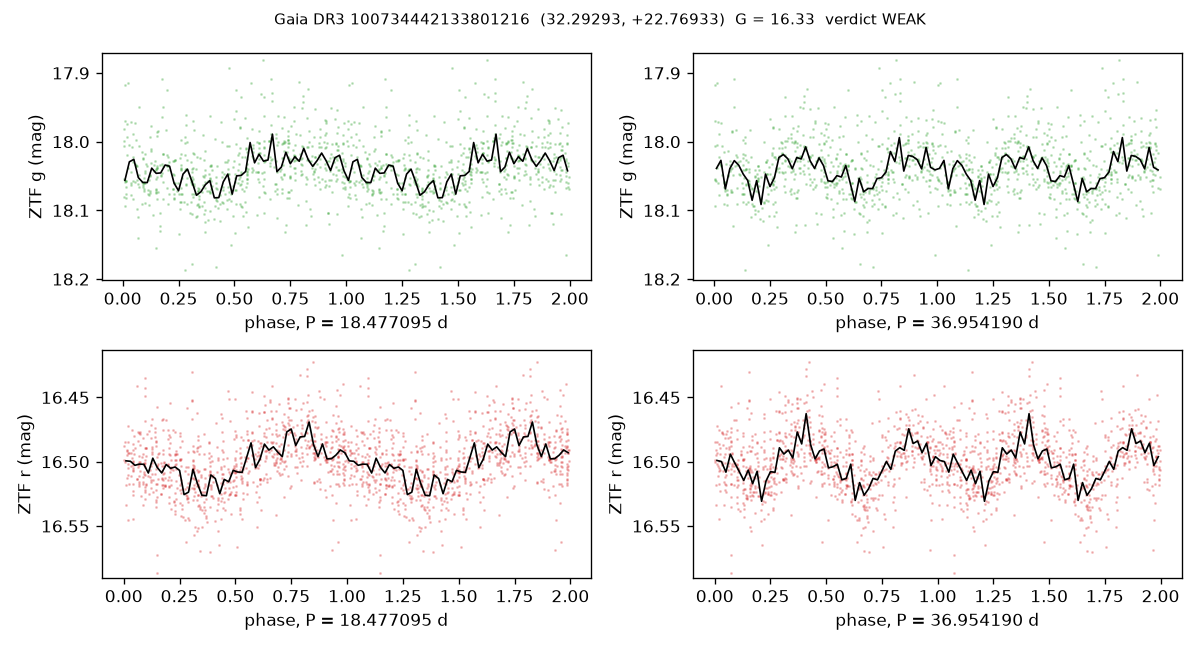 Gaia DR3 100734442133801216  (32.29293, +22.76933)  G = 16.33  verdict WEAK
ZTF g (mag)
17.9
18.0
18.1
18.2
0.00 0.25 0.50 0.75 1.00 1.25 1.50 1.75 2.00
phase, P = 18.477095 d
ZTF g (mag)
17.9
18.0
18.1
18.2
0.00 0.25 0.50 0.75 1.00 1.25 1.50 1.75 2.00
phase, P = 36.954190 d
ZTF r (mag)
16.45
16.50
16.55
0.00 0.25 0.50 0.75 1.00 1.25 1.50 1.75 2.00
phase, P = 18.477095 d
ZTF r (mag)
16.45
16.50
16.55
0.00 0.25 0.50 0.75 1.00 1.25 1.50 1.75 2.00
phase, P = 36.954190 d